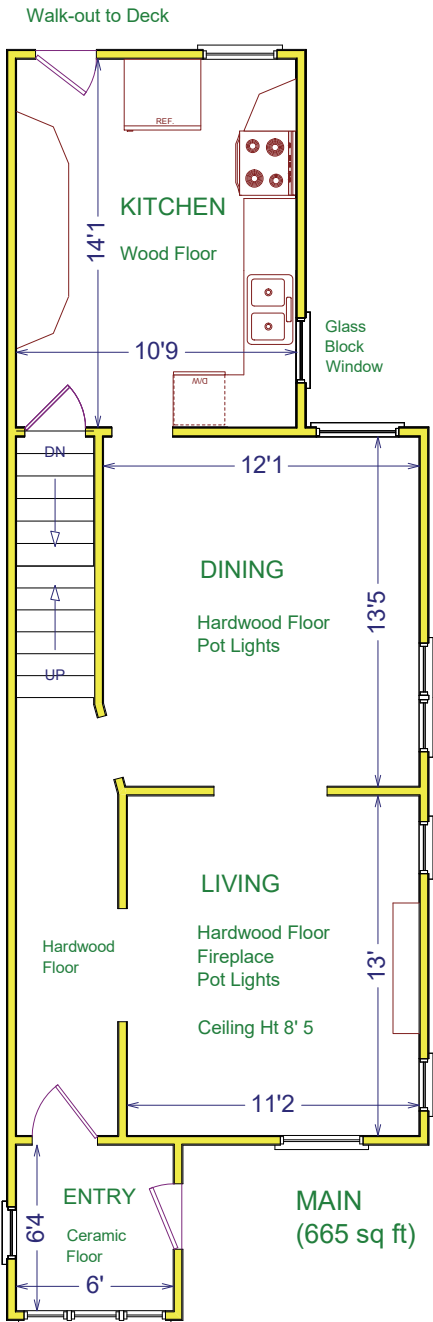 Walk-out to Deck
REF.
KITCHEN
14'1
Wood Floor
Glass
Block
Window
10'9
D/W
DN
12'1
DINING
13'5
Hardwood Floor
Pot Lights
UP
LIVING
Hardwood Floor
Fireplace
Pot Lights
13'
Hardwood
Floor
Ceiling Ht 8' 5
11'2
ENTRY
6'4
Ceramic
Floor
6'
MAIN
(665 sq ft)